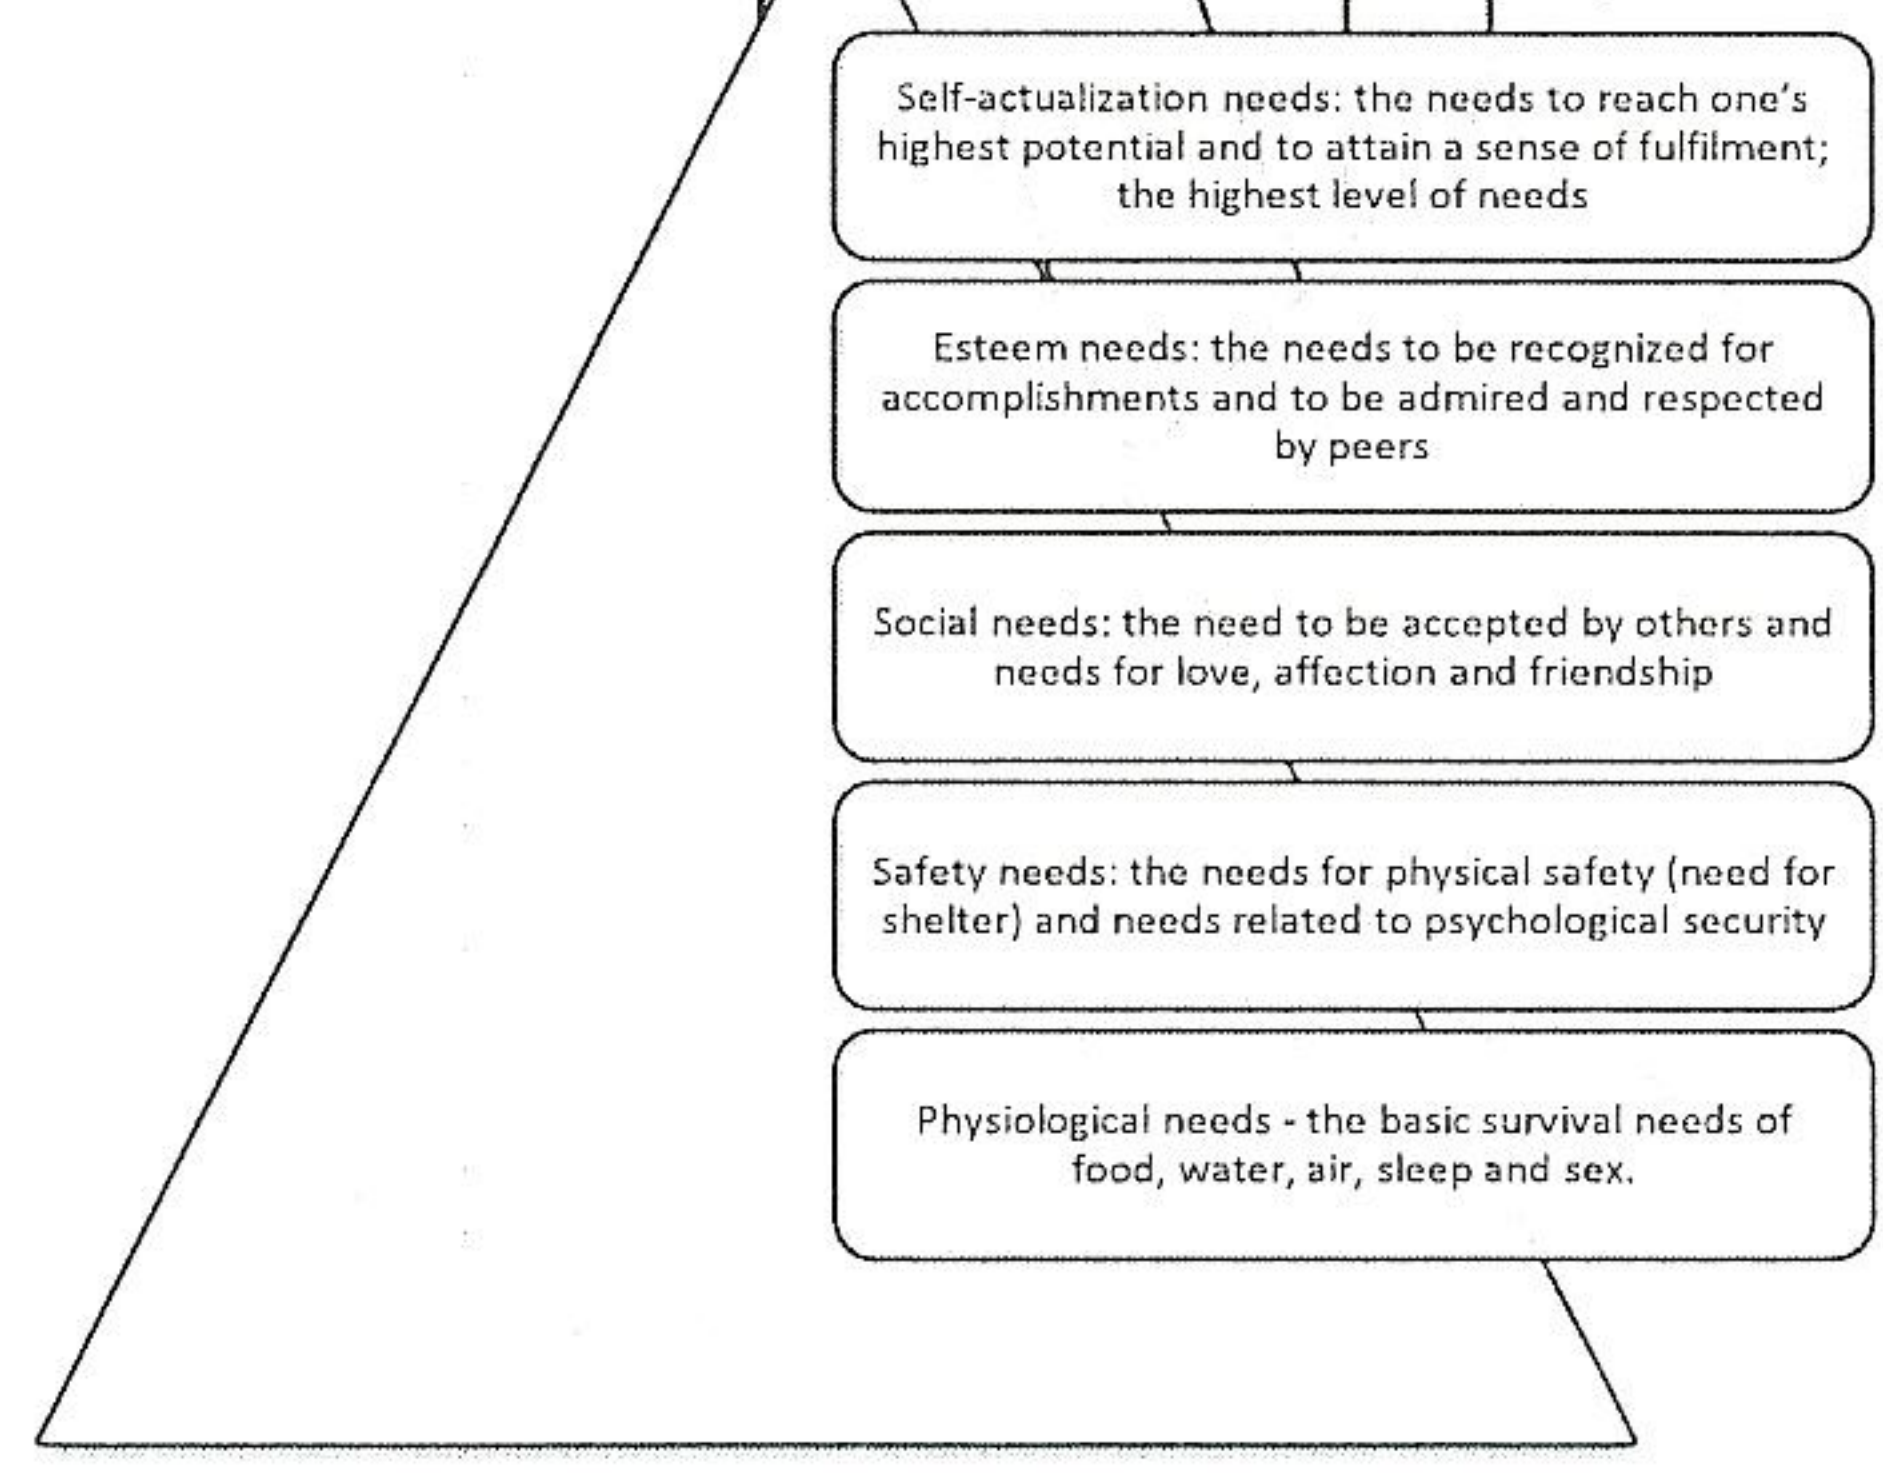 Self-actualization needs: the needs to reach one's
highest potential and to attain a sense of fulfilment;
the highest level of needs
Esteem needs: the needs to be recognized for
accomplishments and to be admired and respected
by peers
Social needs: the need to be accepted by others and
needs for love, affection and friendship
Safety needs: the needs for physical safety (need for
shelter) and needs related to psychological security
Physiological needs - the basic survival needs of
food, water, air, sleep and sex.